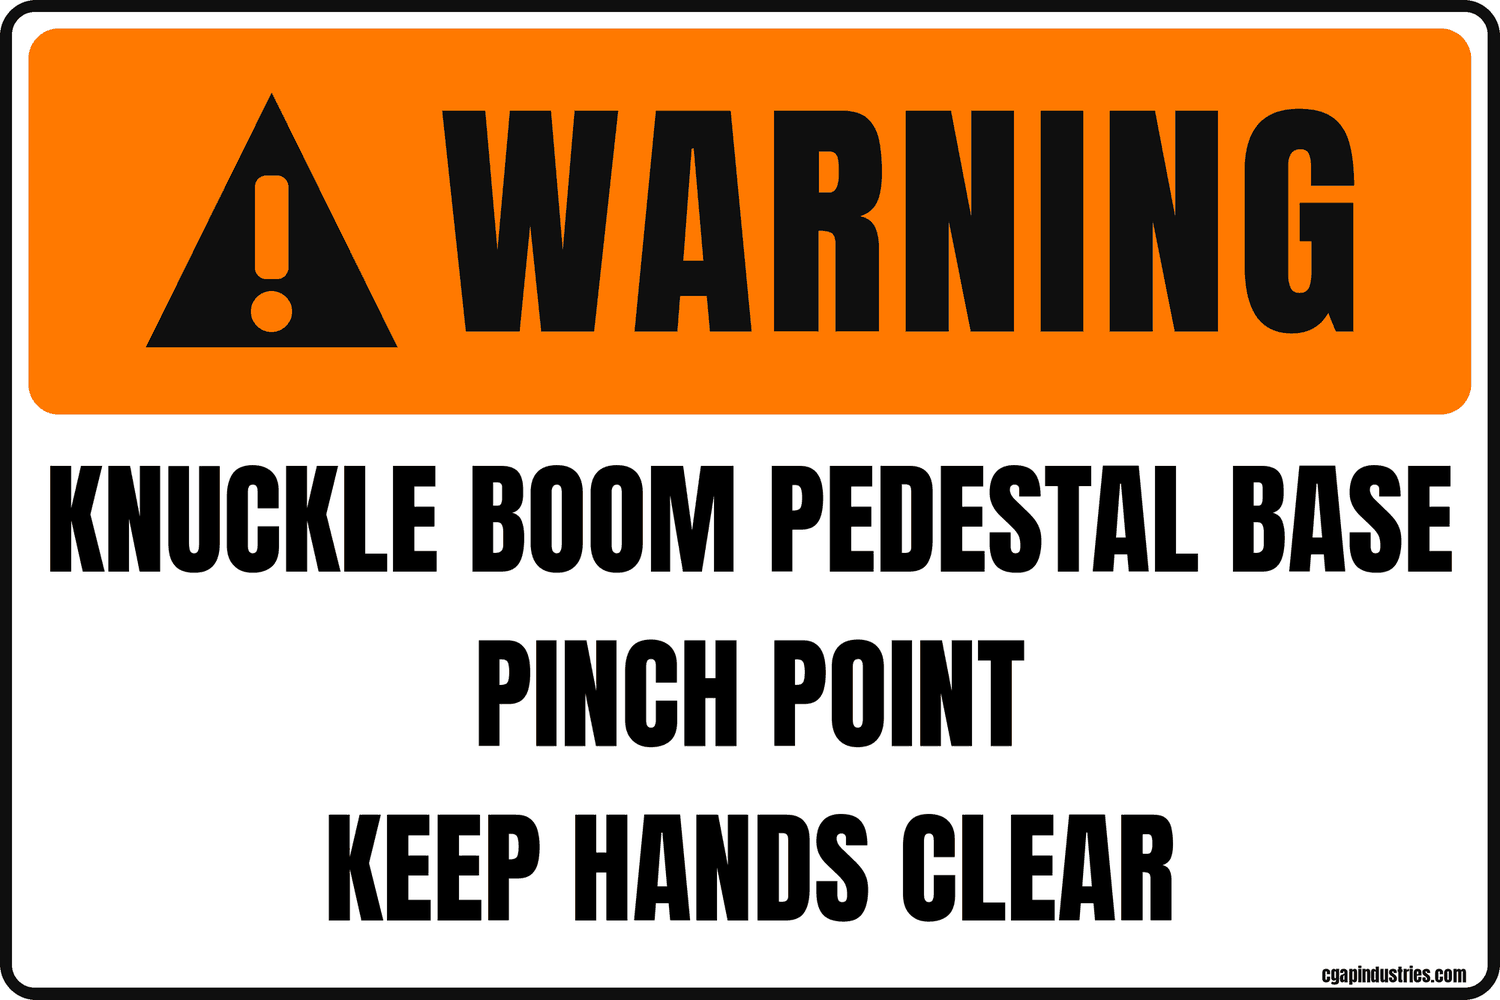 WARNING
KNUCKLE BOOM PEDESTAL BASE
PINCH POINT
KEEP HANDS CLEAR
cgapindustries.com